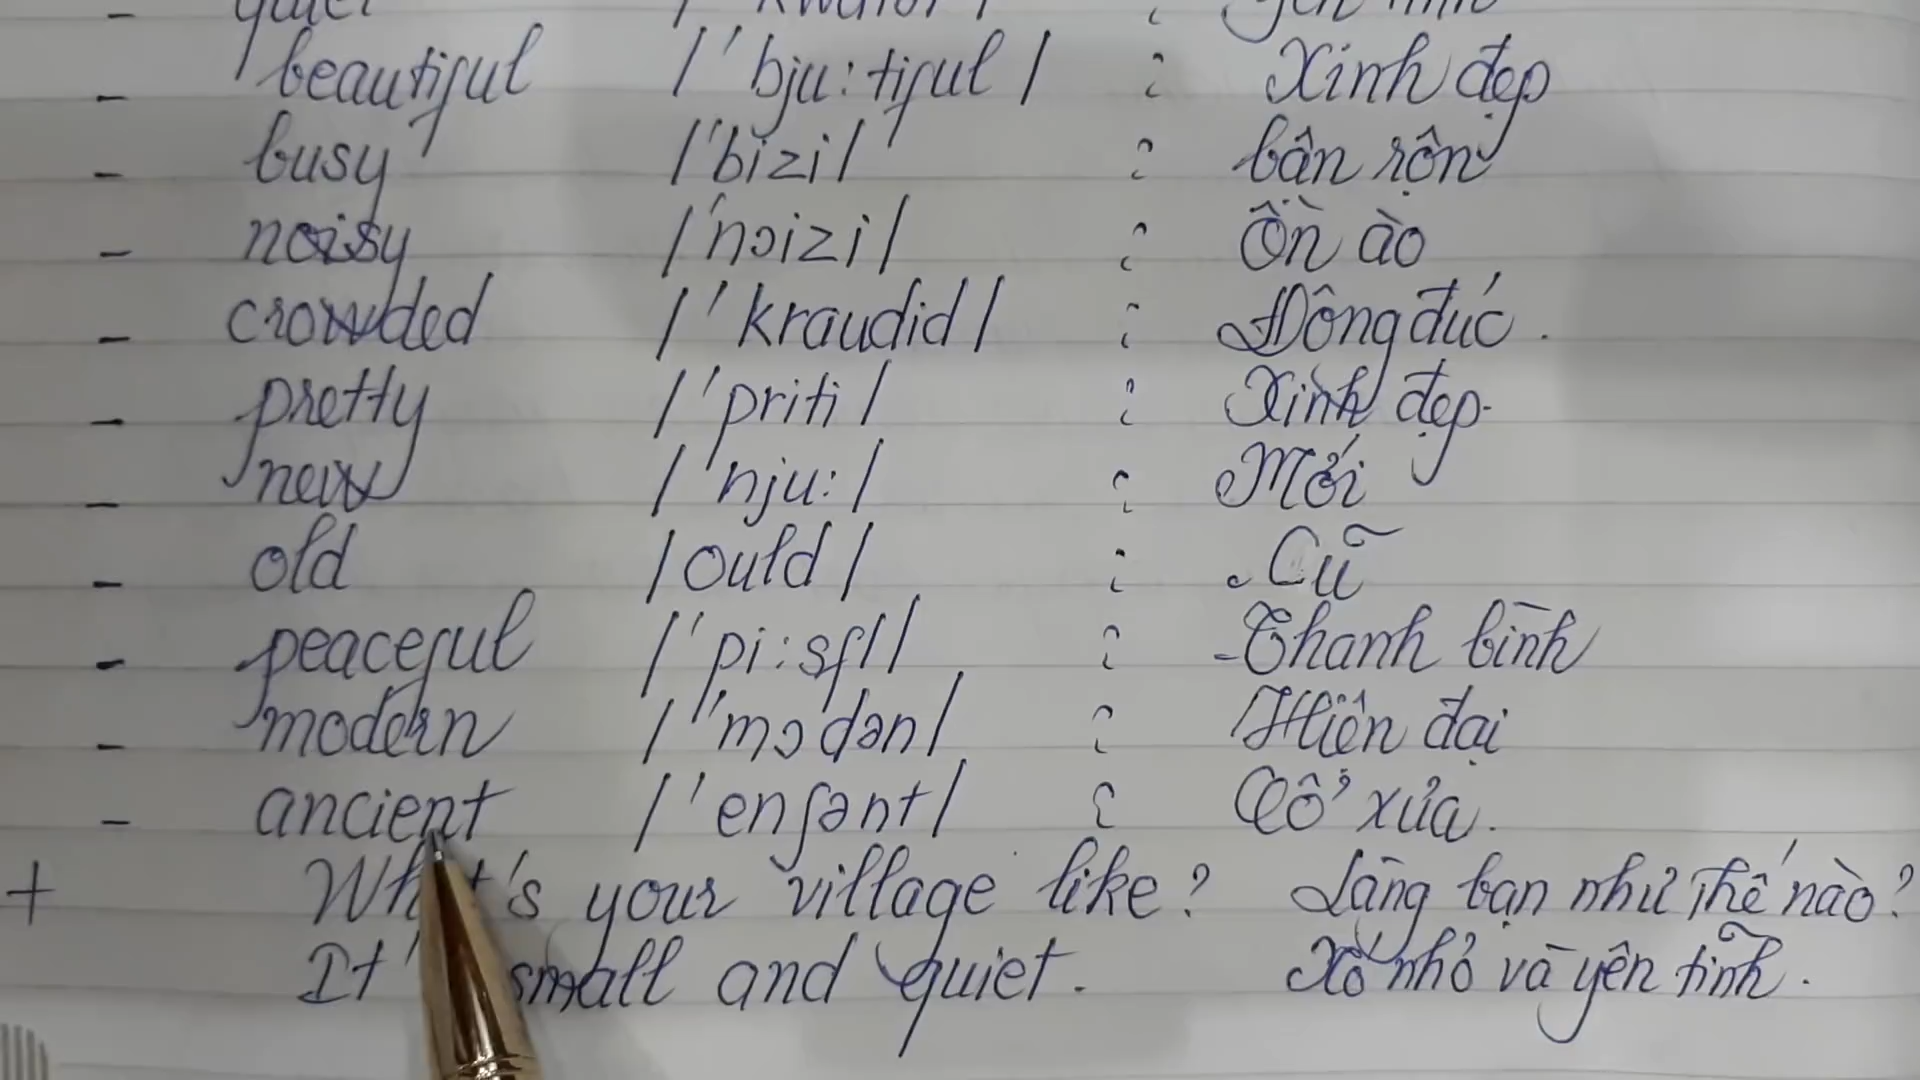 - quiet : yên tĩnh
- beautiful /'bju:tiful/ : Xinh đẹp
- busy /'bizi/ : bận rộn
- noisy /'nɔizi/ : Ồn ào
- crowded /'kraudid/ : Đông đúc.
- pretty /'priti/ : Xinh đẹp.
- new /'nju:/ : Mới
- old /ould/ : Cũ
- peaceful /'pi:sfl/ : Thanh bình
- modern /'mɔdən/ : Hiện đại
- ancient /'enʃənt/ : Cổ xưa.
+ What's your village like? Làng bạn như thế nào?
It' small and quiet. Nó nhỏ và yên tĩnh.